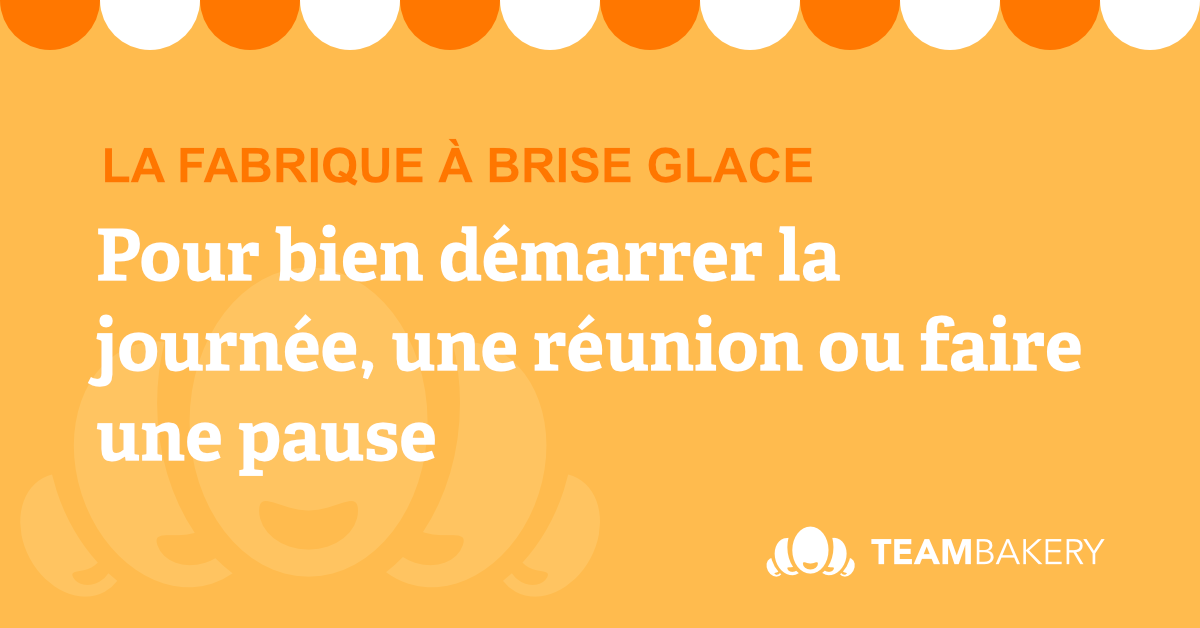 LA FABRIQUE À BRISE GLACE
Pour bien démarrer la
journée, une réunion ou faire
une pause
TEAMBAKERY